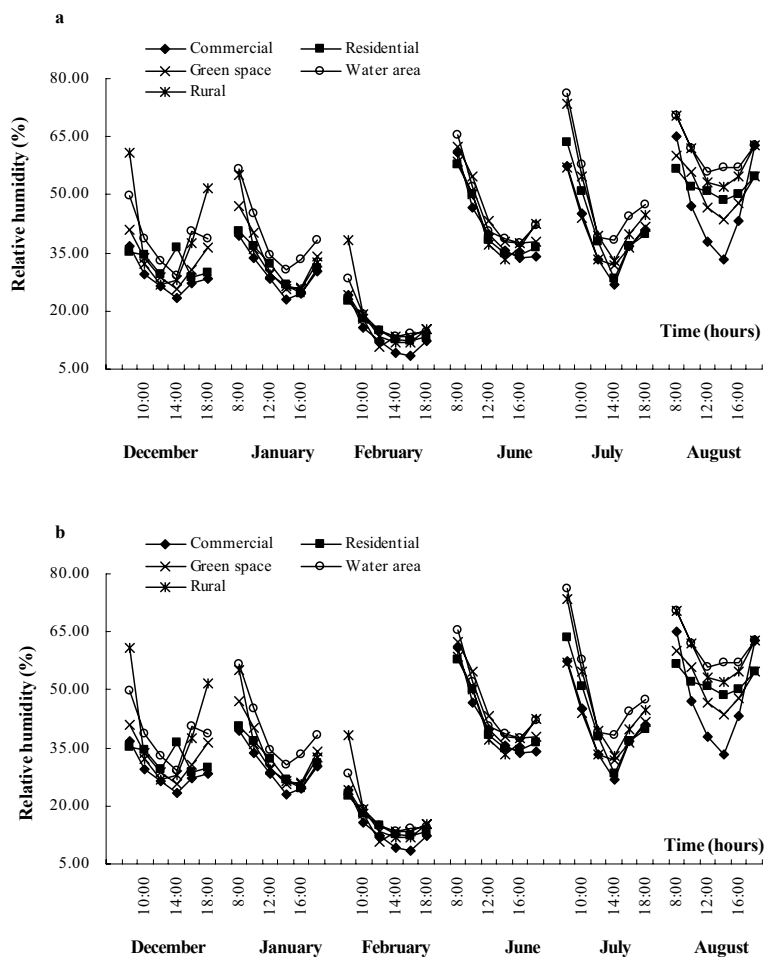 a
Commercial Residential
Green space Water area
Rural
Relative humidity (%)
80.00
65.00
50.00
35.00
20.00
5.00
Time (hours)
10:00 14:00 18:00 8:00 12:00 16:00 10:00 14:00 18:00 8:00 12:00 16:00 10:00 14:00 18:00 8:00 12:00 16:00
December January February June July August
b
Commercial Residential
Green space Water area
Rural
Relative humidity (%)
80.00
65.00
50.00
35.00
20.00
5.00
Time (hours)
10:00 14:00 18:00 8:00 12:00 16:00 10:00 14:00 18:00 8:00 12:00 16:00 10:00 14:00 18:00 8:00 12:00 16:00
December January February June July August